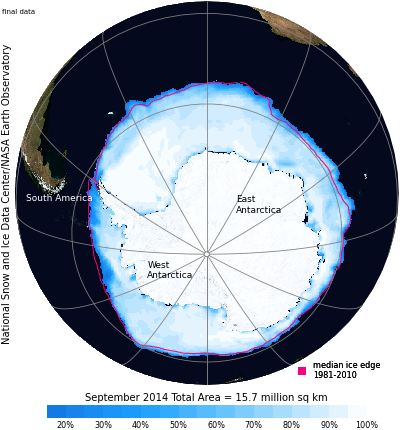 final data
National Snow and Ice Data Center/NASA Earth Observatory
South America
East
Antarctica
West
Antarctica
median ice edge
1981-2010
September 2014 Total Area = 15.7 million sq km
20% 30% 40% 50% 60% 70% 80% 90% 100%